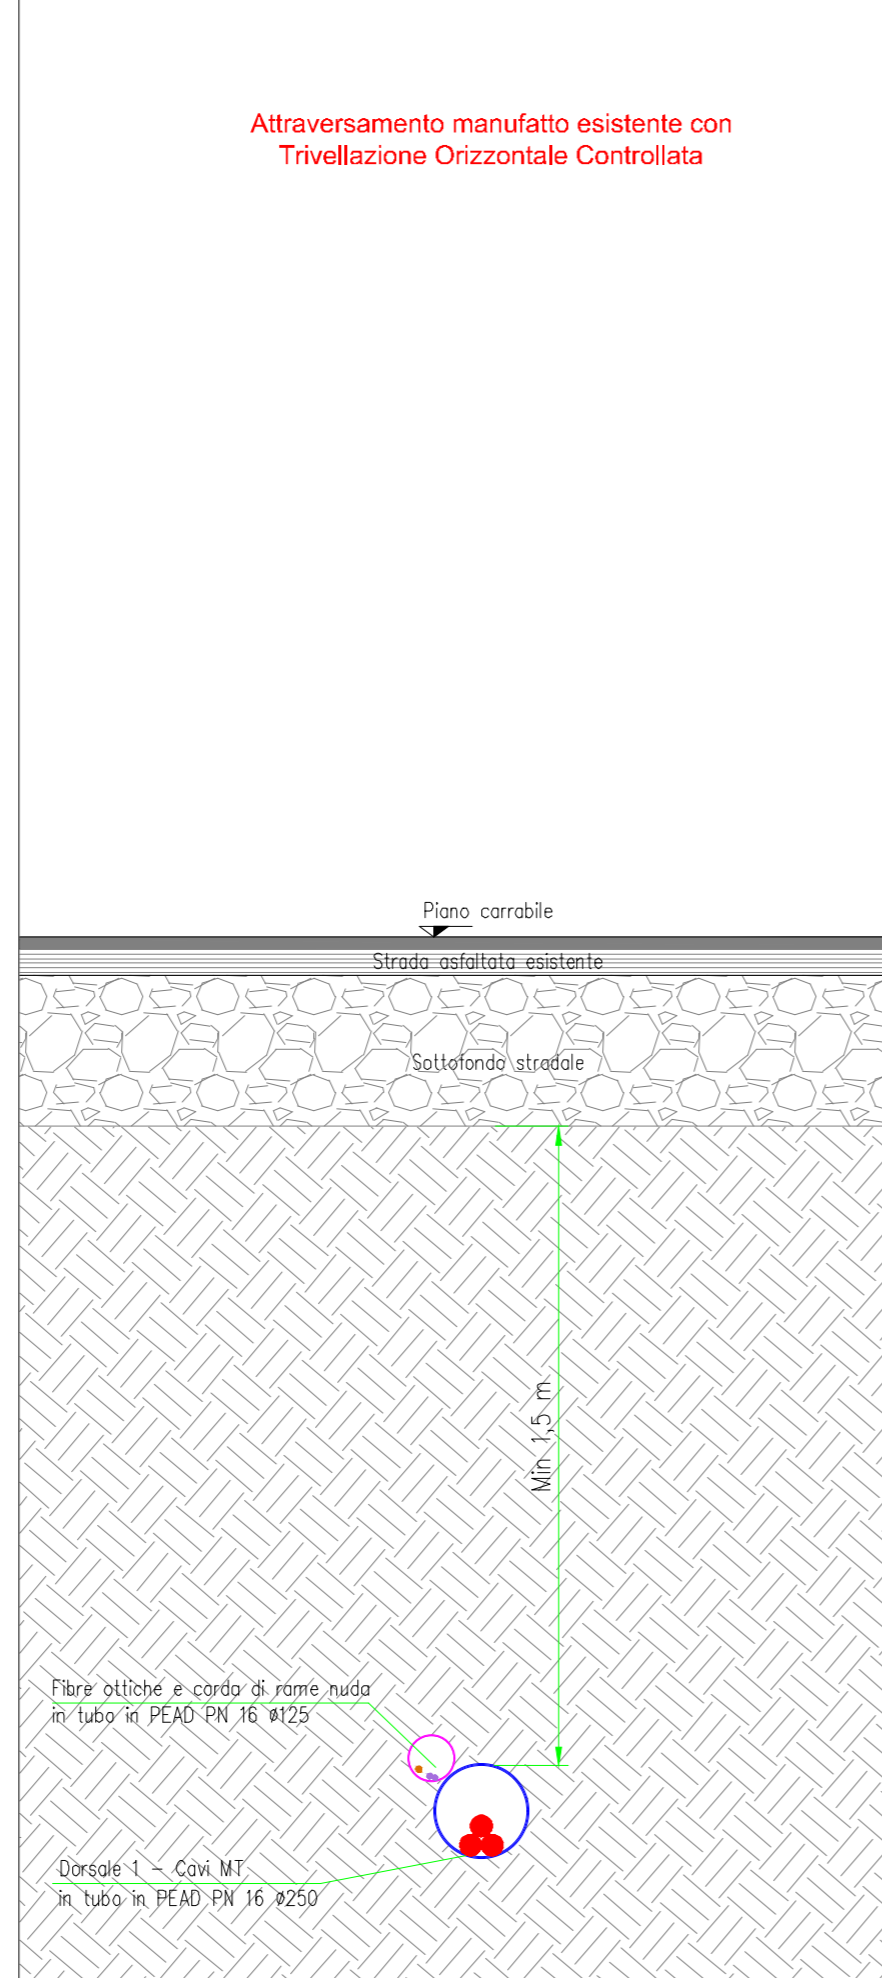 Attraversamento manufatto esistente con
Trivellazione Orizzontale Controllata
Piano carrabile
Strada asfaltata esistente
Sottofondo stradale
Min 1,5 m
Fibre ottiche e corda di rame nuda
in tubo in PEAD PN 16 ø125
Dorsale 1 - Cavi MT
in tubo in PEAD PN 16 ø250